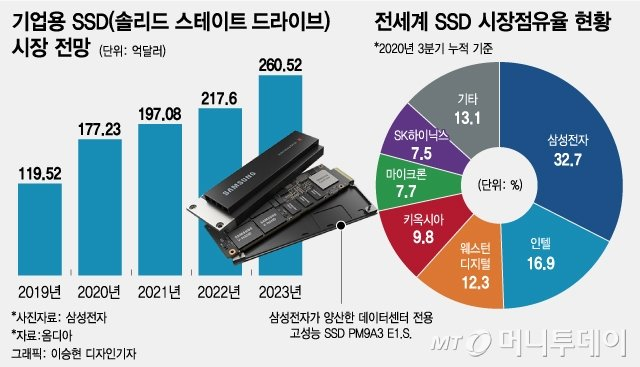 기업용 SSD(솔리드 스테이트 드라이브)
시장 전망 (단위: 억달러)
119.52
177.23
197.08
217.6
260.52
2019년
2020년
2021년
2022년
2023년
SAMSUNG
SAMSUNG
SAMSUNG
삼성전자가 양산한 데이터센터 전용
고성능 SSD PM9A3 E1.S.
*사진자료: 삼성전자
*자료:옴디아
그래픽: 이승현 디자인기자
전세계 SSD 시장점유율 현황
*2020년 3분기 누적 기준
(단위: %)
삼성전자
32.7
인텔
16.9
웨스턴
디지털
12.3
키옥시아
9.8
마이크론
7.7
SK하이닉스
7.5
기타
13.1
MT 머니투데이